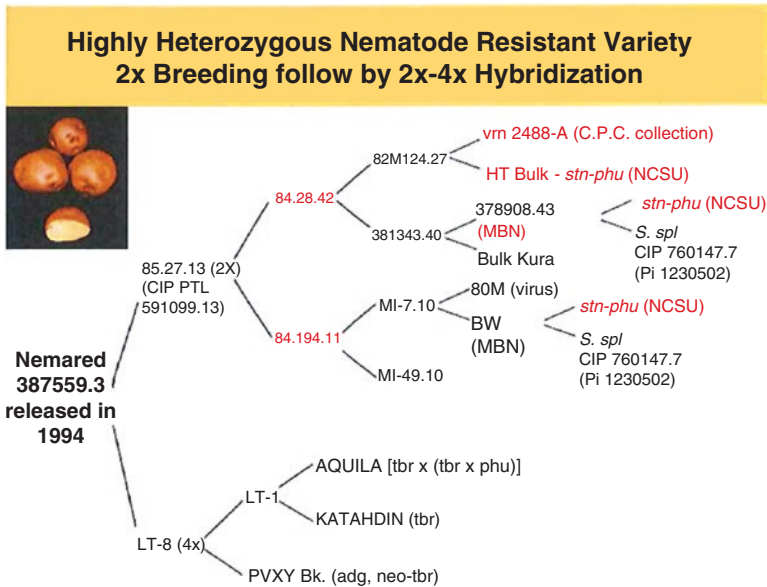 Highly Heterozygous Nematode Resistant Variety
2x Breeding follow by 2x-4x Hybridization
vrn 2488-A (C.P.C. collection)
82M124.27
HT Bulk - stn-phu (NCSU)
84.28.42
stn-phu (NCSU)
378908.43
(MBN)
381343.40
S. spl
CIP 760147.7
(Pi 1230502)
Bulk Kura
85.27.13 (2X)
(CIP PTL
591099.13)
80M (virus)
MI-7.10
stn-phu (NCSU)
BW
(MBN)
84.194.11
S. spl
CIP 760147.7
(Pi 1230502)
MI-49.10
Nemared
387559.3
released in
1994
AQUILA [tbr x (tbr x phu)]
LT-1
KATAHDIN (tbr)
LT-8 (4x)
PVXY Bk. (adg, neo-tbr)